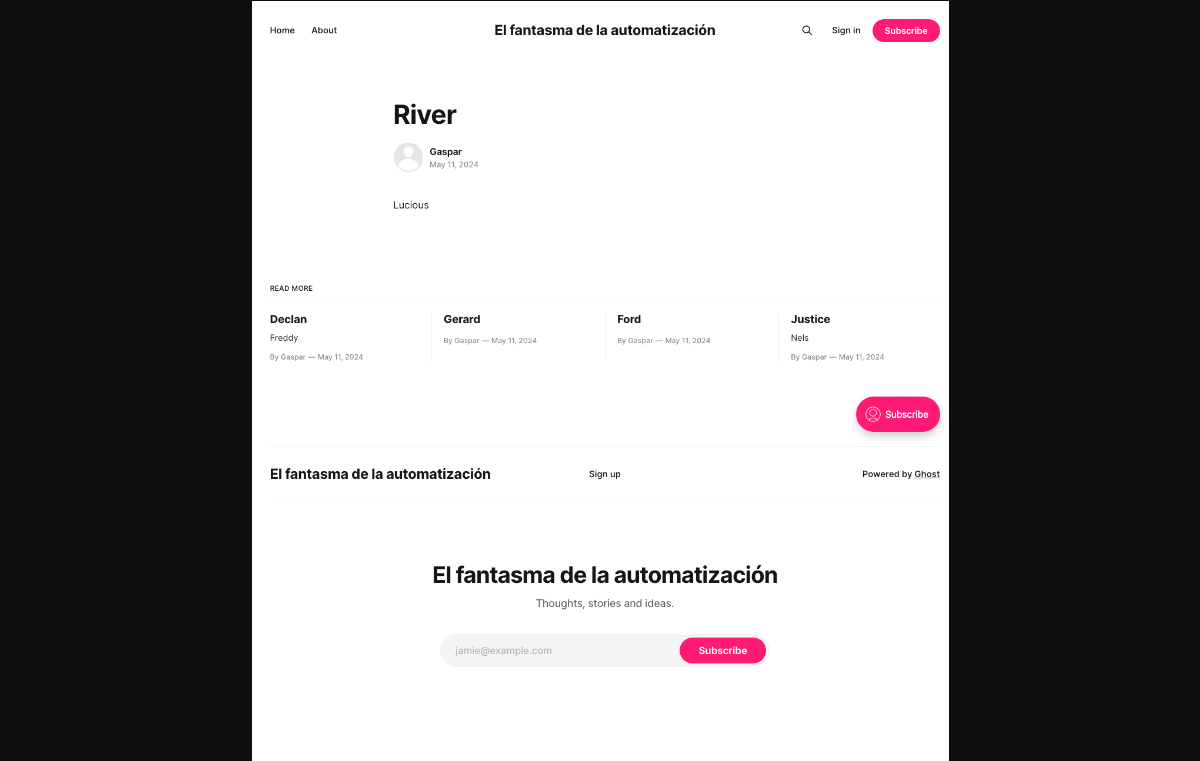 Home About El fantasma de la automatización Sign in Subscribe
River
Gaspar
May 11, 2024
Lucious
READ MORE
Declan
Freddy
By Gaspar — May 11, 2024
Gerard
By Gaspar — May 11, 2024
Ford
By Gaspar — May 11, 2024
Justice
Nels
By Gaspar — May 11, 2024
Subscribe
El fantasma de la automatización Sign up Powered by Ghost
El fantasma de la automatización
Thoughts, stories and ideas.
jamie@example.com Subscribe